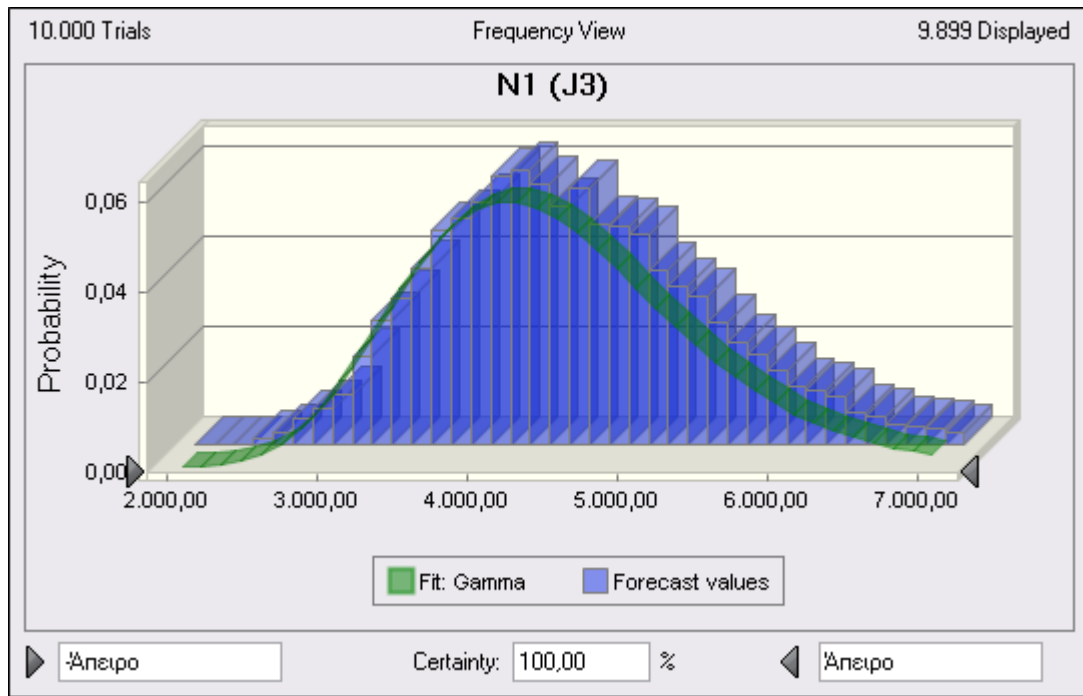 10.000 Trials Frequency View 9.899 Displayed
N1 (J3)
Probability
0,06
0,04
0,02
0,00
2.000,00 3.000,00 4.000,00 5.000,00 6.000,00 7.000,00
Fit: Gamma Forecast values
-Άπειρο Certainty: 100,00 % Άπειρο